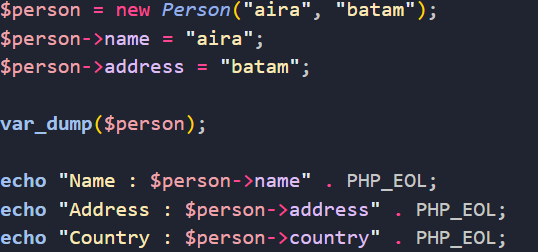 $person = new Person("aira", "batam");
$person->name = "aira";
$person->address = "batam";
var_dump($person);
echo "Name : $person->name" . PHP_EOL;
echo "Address : $person->address" . PHP_EOL;
echo "Country : $person->country" . PHP_EOL;